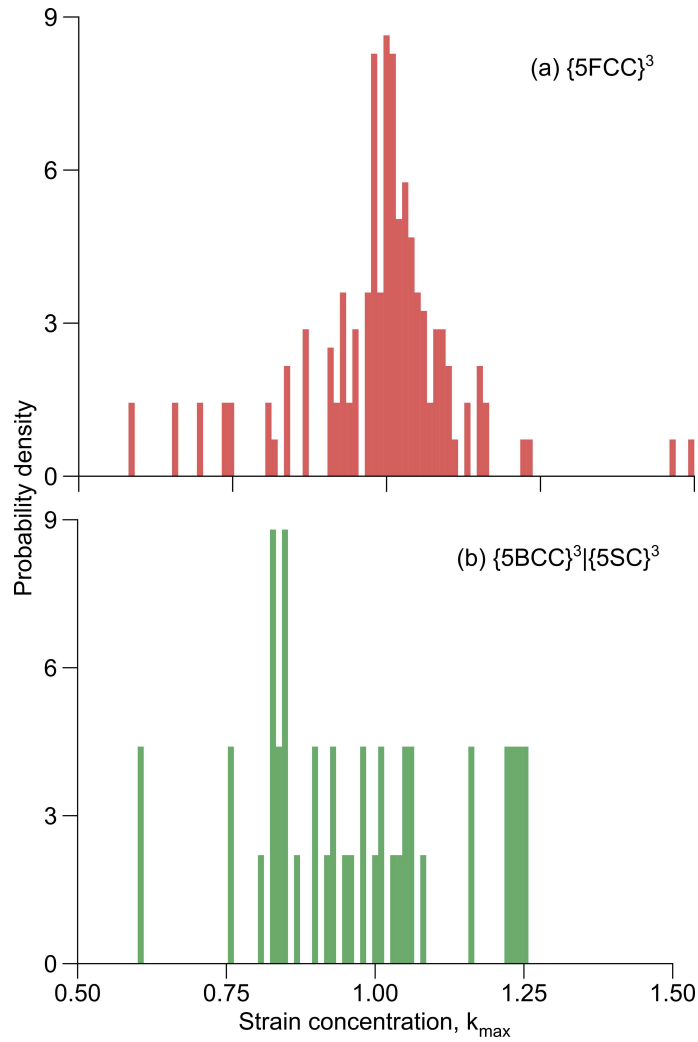 9
(a) {5FCC}³
6
3
0
Probability density
9
(b) {5BCC}³|{5SC}³
6
3
0
0.50 0.75 1.00 1.25 1.50
Strain concentration, kmax